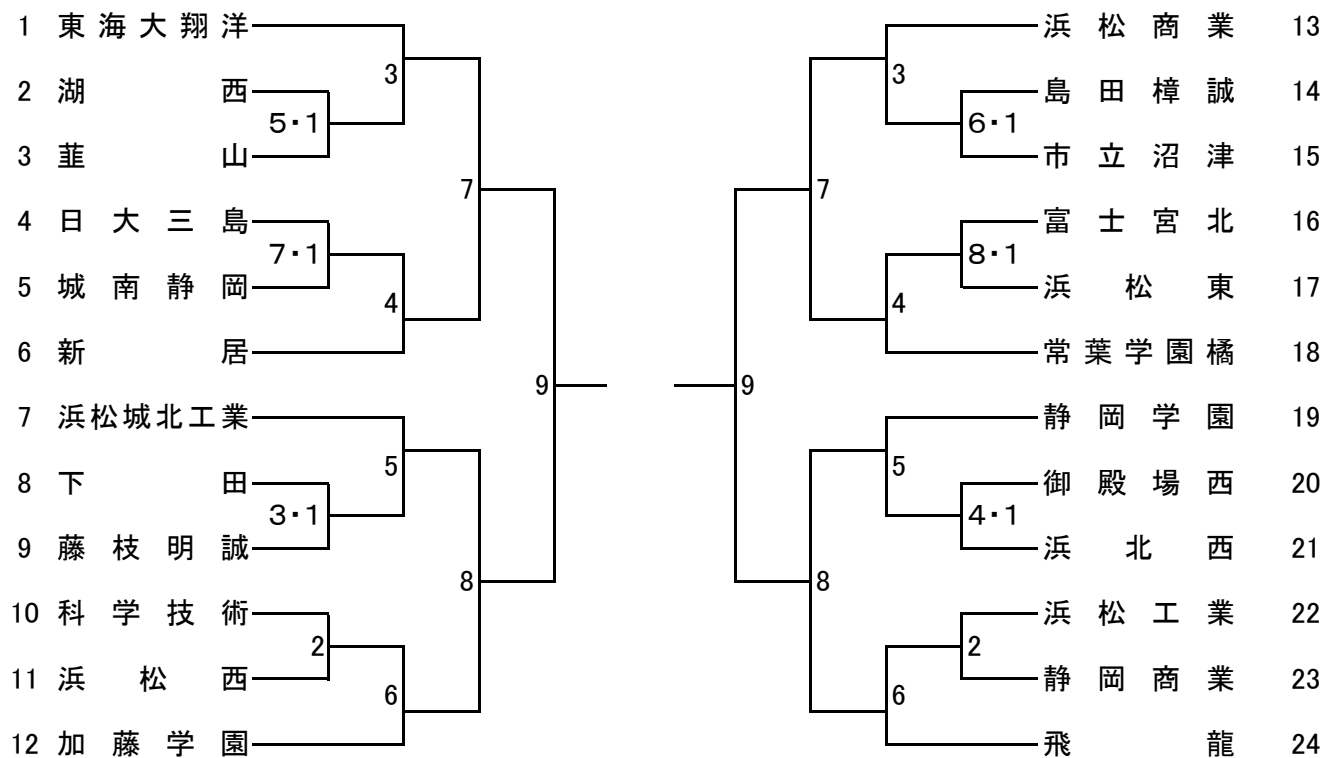 1 東海大翔洋
浜松商業 13
3
3
2 湖西
島田樟誠 14
5・1
6・1
3 韮山
市立沼津 15
7
7
4 日大三島
富士宮北 16
7・1
8・1
5 城南静岡
浜松東 17
4
4
6 新居
常葉学園橘 18
9
9
7 浜松城北工業
静岡学園 19
5
5
8 下田
御殿場西 20
3・1
4・1
9 藤枝明誠
浜北西 21
8
8
10 科学技術
浜松工業 22
2
2
11 浜松西
静岡商業 23
6
6
12 加藤学園
飛龍 24